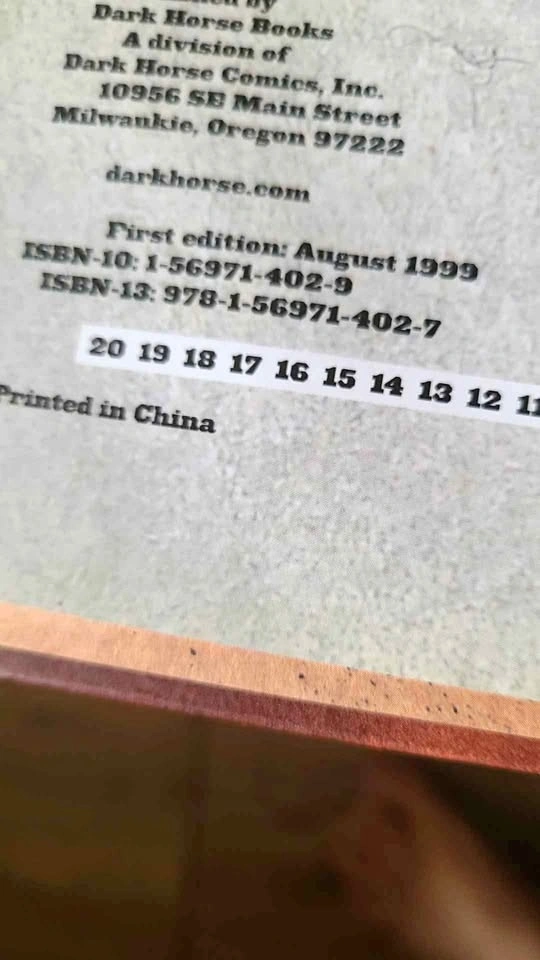 by
Dark Horse Books
A division of
Dark Horse Comics, Inc.
10956 SE Main Street
Milwaukie, Oregon 97222
darkhorse.com
First edition: August 1999
ISBN-10: 1-56971-402-9
ISBN-13: 978-1-56971-402-7
20 19 18 17 16 15 14 13 12 11
Printed in China